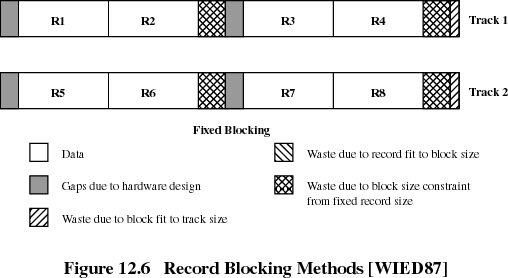 R1 R2 R3 R4 Track 1
R5 R6 R7 R8 Track 2
Fixed Blocking
Data
Gaps due to hardware design
Waste due to block fit to track size
Waste due to record fit to block size
Waste due to block size constraint
from fixed record size
Figure 12.6 Record Blocking Methods [WIED87]